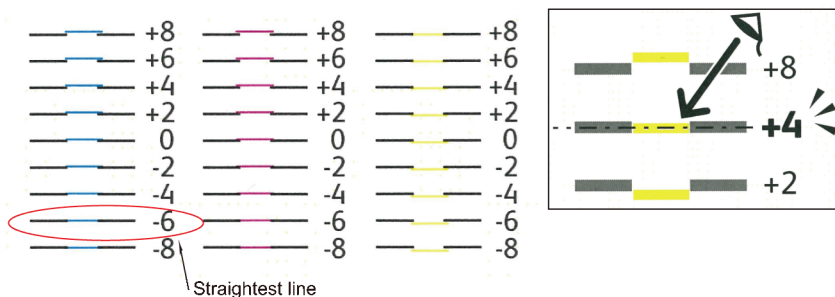 +8 +8 +8
+6 +6 +6
+4 +4 +4
+2 +2 +2
0 0 0
-2 -2 -2
-4 -4 -4
-6 -6 -6
-8 -8 -8
Straightest line
+8
+4
+2